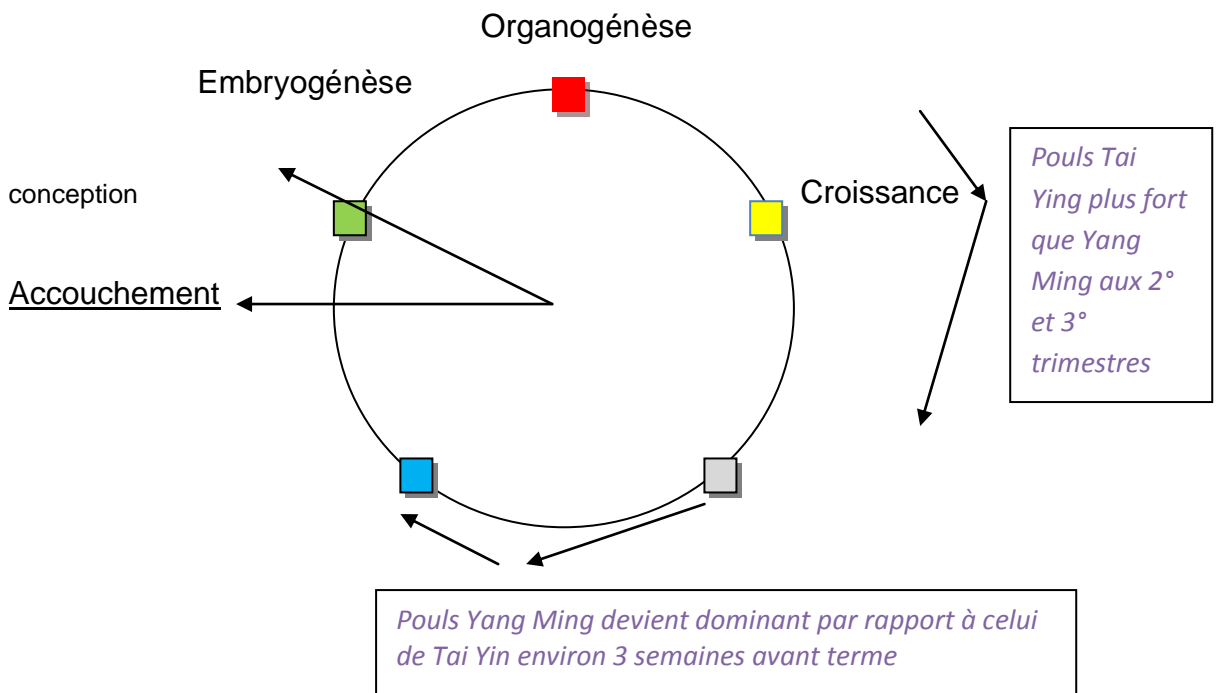 Organogénèse
Embryogénèse
conception
Croissance
Accouchement
Pouls Tai
Ying plus fort
que Yang
Ming aux 2°
et 3°
trimestres
Pouls Yang Ming devient dominant par rapport à celui
de Tai Yin environ 3 semaines avant terme